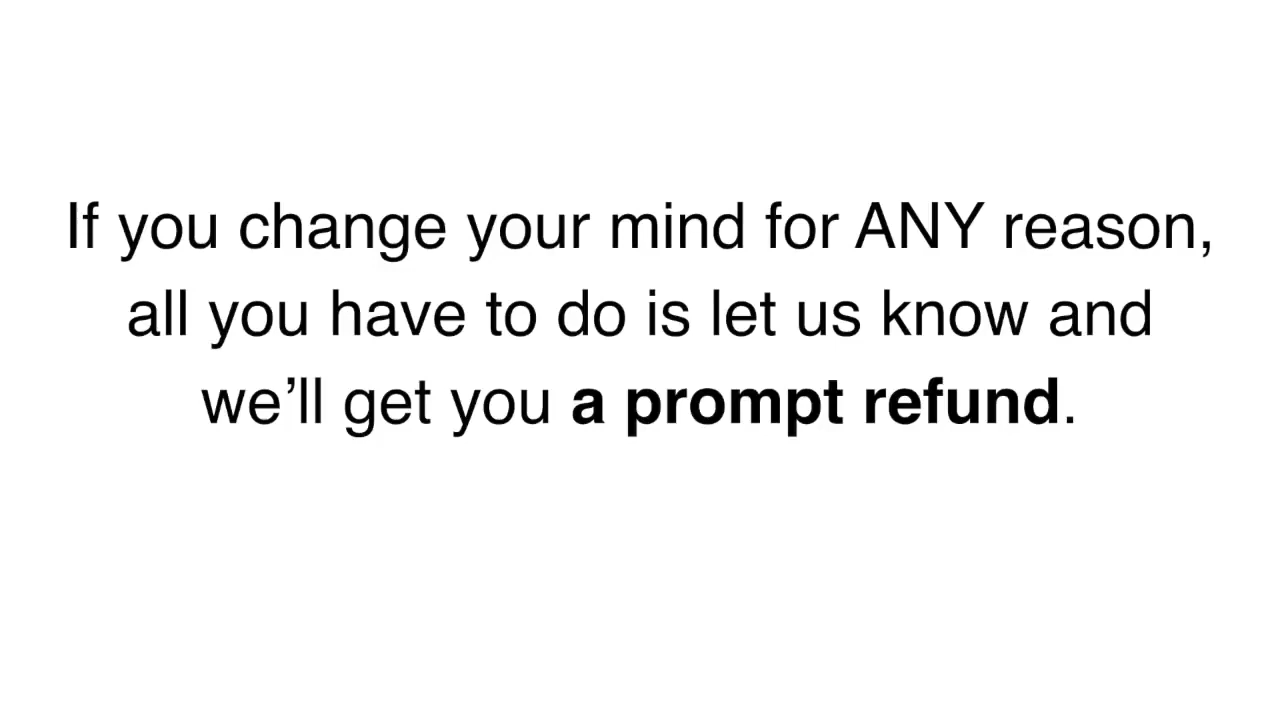 If you change your mind for ANY reason,
all you have to do is let us know and
we’ll get you a prompt refund.